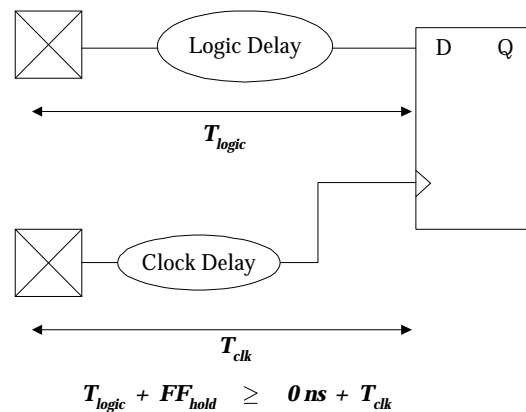 Logic Delay
D Q
T_logic
Clock Delay
T_clk
T_logic + FF_hold ≥ 0 ns + T_clk